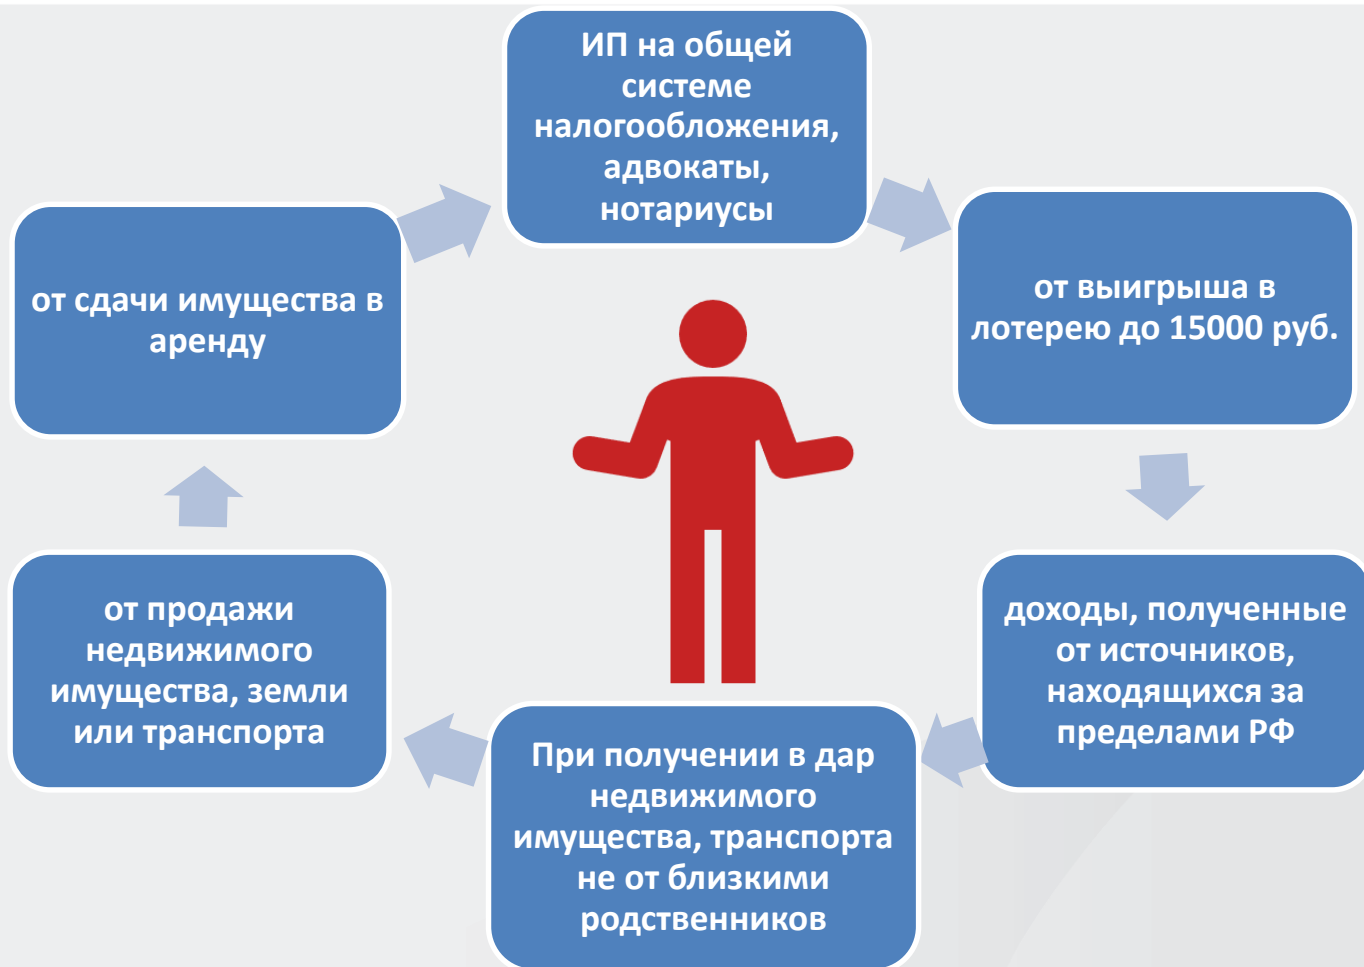 ИП на общей
системе
налогообложения,
адвокаты,
нотариусы
от выигрыша в
лотерею до 15000 руб.
доходы, полученные
от источников,
находящихся за
пределами РФ
При получении в дар
недвижимого
имущества, транспорта
не от близкими
родственников
от продажи
недвижимого
имущества, земли
или транспорта
от сдачи имущества в
аренду